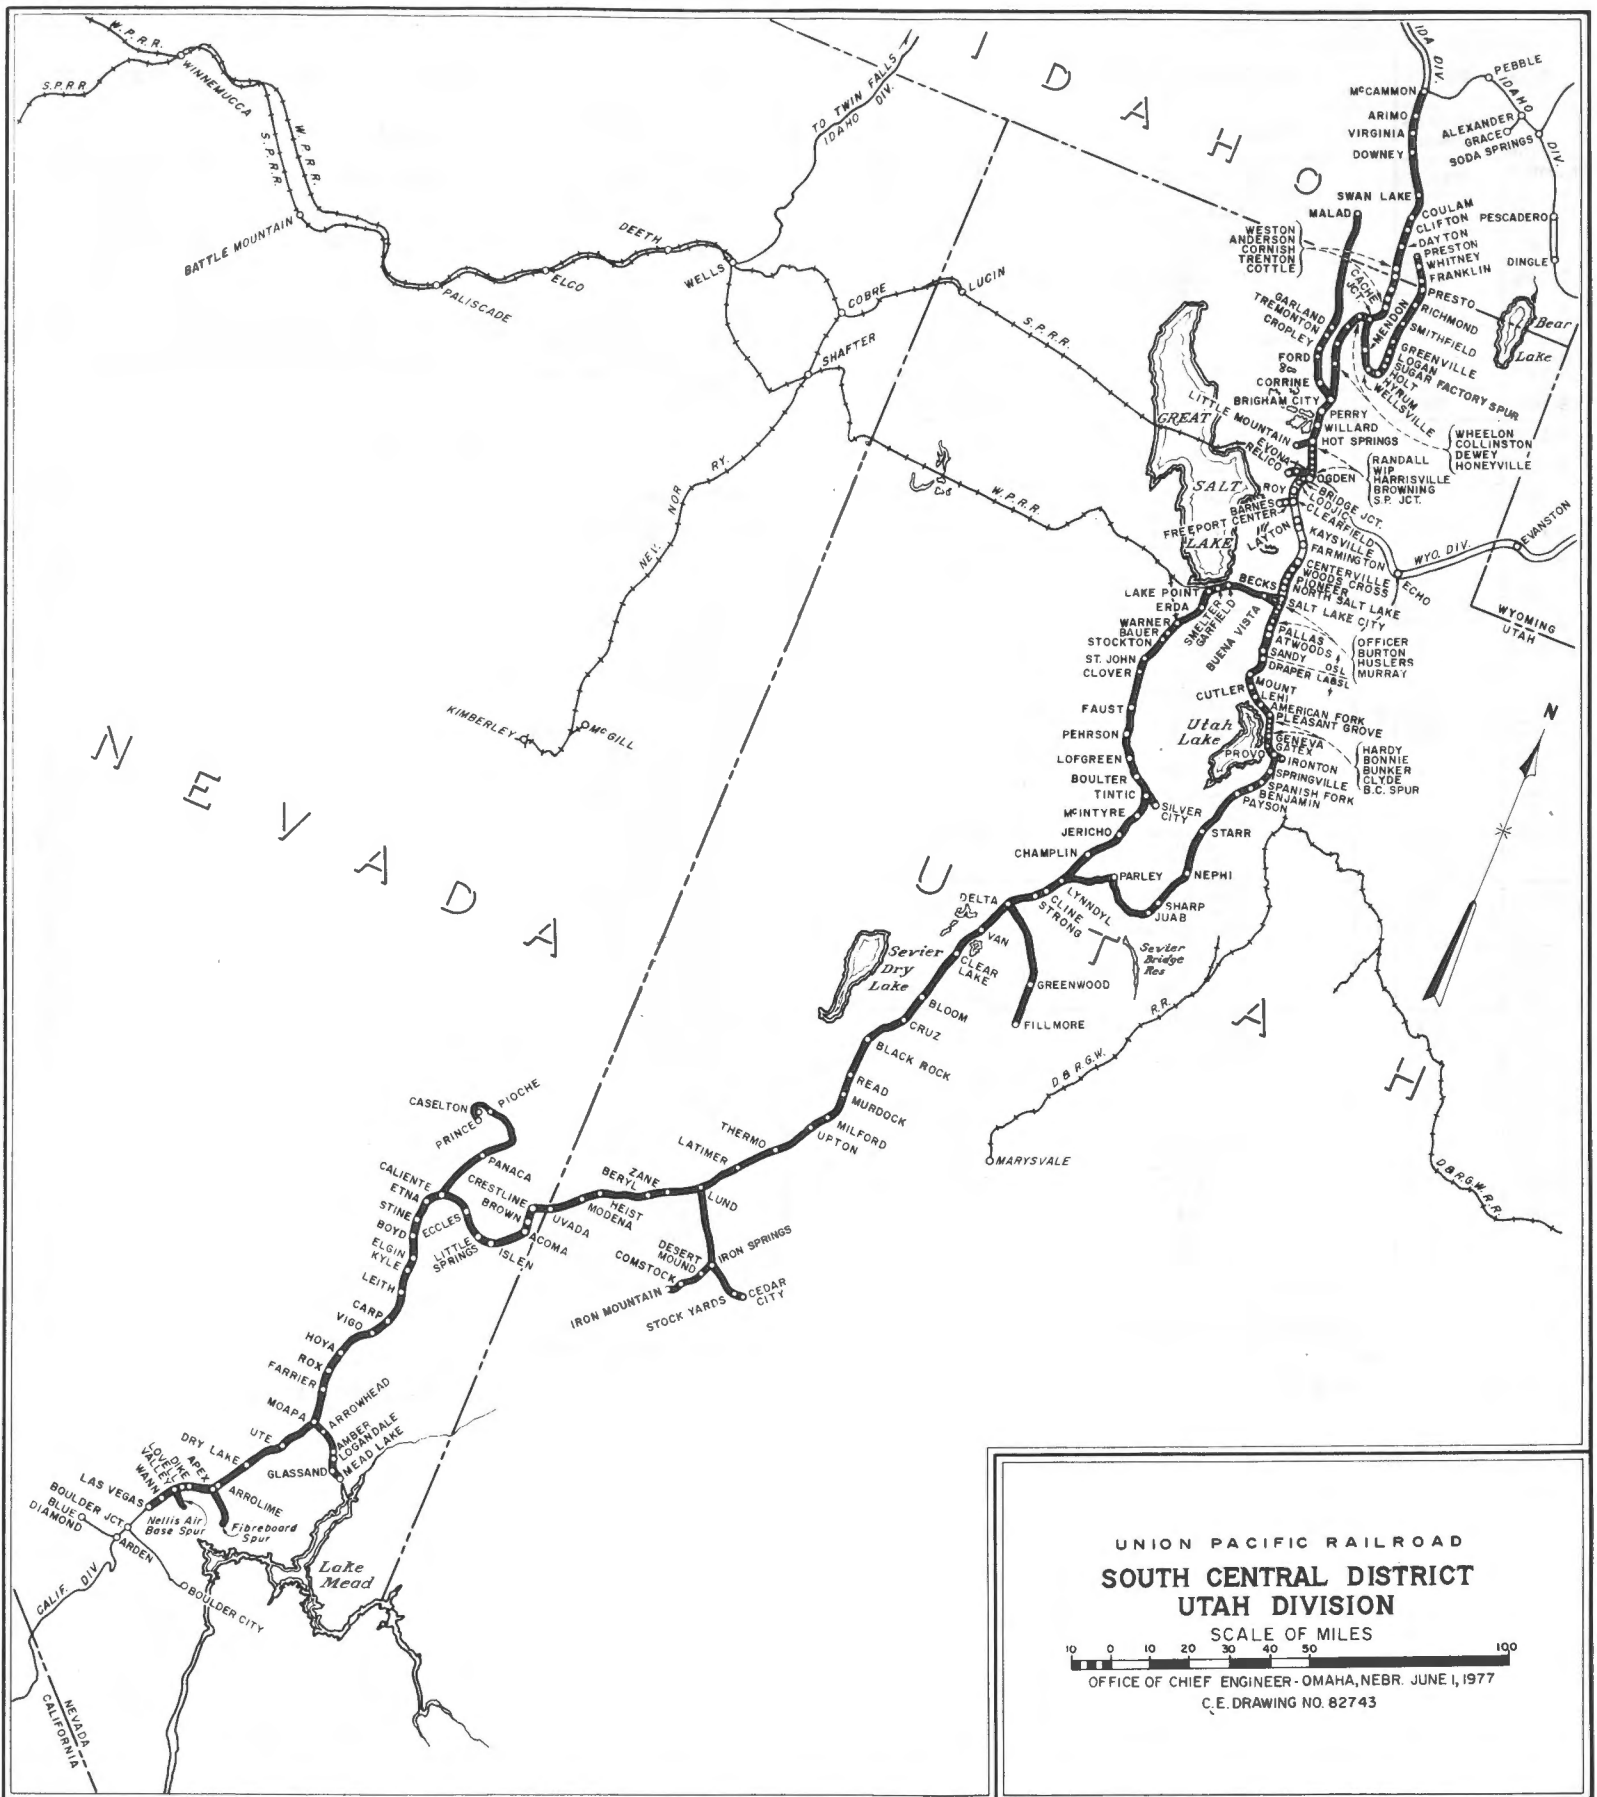 W.P.R.R.
S.P.R.R.
WINNEMUCCA
S.P.R.R.
W.P.R.R.
BATTLE MOUNTAIN
PALISCADE
ELCO
DEETH
WELLS
TO TWIN FALLS
IDAHO DIV.
COBRE
LUCIN
SHAFTER
S.P.R.R.
W.P.R.R.
NEV. NOR RY.
KIMBERLEY
McGILL
IDAHO
IDA DIV.
McCAMMON
PEBBLE
IDAHO DIV.
ARIMO
VIRGINIA
DOWNEY
ALEXANDER
GRACE
SODA SPRINGS
SWAN LAKE
MALAD
COULAM
CLIFTON
DAYTON
PRESTON
WHITNEY
FRANKLIN
PESCADERO
DINGLE
WESTON
ANDERSON
CORNISH
TRENTON
COTTLE
CACHE JCT.
MENDON
PRESTO
RICHMOND
SMITHFIELD
GREENVILLE
LOGAN
SUGAR FACTORY SPUR
HOLT
HYRUM
WELLSVILLE
Bear
Lake
GARLAND
TREMONTON
CROPLEY
FORD
CORRINE
BRIGHAM CITY
PERRY
WILLARD
HOT SPRINGS
LITTLE MOUNTAIN
EVONA
RELICO
OGDEN
WHEELON
COLLINSTON
DEWEY
HONEYVILLE
RANDALL
WIP
HARRISVILLE
BROWNING
S.P. JCT.
GREAT
SALT
LAKE
ROY
BARNES
FREEPORT CENTER
LAYTON
BRIDGE JCT.
LODJIC
CLEARFIELD
KAYSVILLE
FARMINGTON
CENTERVILLE
WOODS CROSS
PIONEER
NORTH SALT LAKE
SALT LAKE CITY
WYO. DIV.
EVANSTON
ECHO
WYOMING
UTAH
BECKS
LAKE POINT
ERDA
SMELTER
GARFIELD
BUENA VISTA
WARNER
BAUER
STOCKTON
ST. JOHN
CLOVER
FAUST
PEHRSON
LOFGREEN
BOULTER
TINTIC
McINTYRE
SILVER CITY
JERICHO
CHAMPLIN
PALLAS
ATWOODS
SANDY
OSL
DRAPER LABSL
OFFICER
BURTON
HUSLERS
MURRAY
CUTLER
MOUNT
LEHI
AMERICAN FORK
PLEASANT GROVE
Utah
Lake
PROVO
GENEVA
GATEX
IRONTON
SPRINGVILLE
SPANISH FORK
BENJAMIN
PAYSON
HARDY
BONNIE
BUNKER
CLYDE
B.C. SPUR
STARR
NEPHI
SHARP
JUAB
PARLEY
LYNNDYL
CLINE
STRONG
DELTA
VAN
CLEAR
LAKE
GREENWOOD
FILLMORE
Sevier
Bridge
Res
Sevier
Dry
Lake
BLOOM
CRUZ
BLACK ROCK
READ
MURDOCK
MILFORD
UPTON
THERMO
LATIMER
LUND
ZANE
BERYL
HEIST
MODENA
UVADA
CRESTLINE
BROWN
ACOMA
ISLEN
LITTLE
SPRINGS
ECCLES
CALIENTE
PANACA
CASELTON
PIOCHE
PRINCE
DESERT
MOUND
IRON SPRINGS
COMSTOCK
IRON MOUNTAIN
STOCK YARDS
CEDAR
CITY
D.&R.G.W. R.R.
MARYSVALE
D.&R.G.W.R.R.
N
NEVADA
UTAH
ETNA
STINE
BOYD
ELGIN
KYLE
LEITH
CARP
VIGO
HOYA
ROX
FARRIER
MOAPA
ARROWHEAD
AMBER
LOGANDALE
MEAD LAKE
GLASSAND
UTE
DRY LAKE
APEX
DIKE
LOVELL
VALLEY
WANN
LAS VEGAS
ARROLIME
BOULDER JCT.
BLUE
DIAMOND
ARDEN
Nellis Air
Base Spur
Fibreboard
Spur
BOULDER CITY
CALIF. DIV
Lake
Mead
NEVADA
CALIFORNIA
UNION PACIFIC RAILROAD
SOUTH CENTRAL DISTRICT
UTAH DIVISION
SCALE OF MILES
10 0 10 20 30 40 50 100
OFFICE OF CHIEF ENGINEER - OMAHA, NEBR. JUNE 1, 1977
C.E. DRAWING NO. 82743